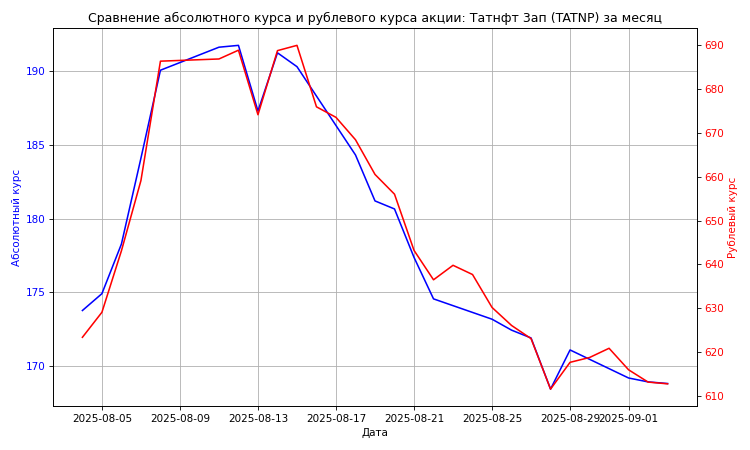 Сравнение абсолютного курса и рублевого курса акции: Татнфт 3ап (TATNP) за месяц
190
185
180
175
170
Абсолютный курс
690
680
670
660
650
640
630
620
610
Рублевый курс
2025-08-05 2025-08-09 2025-08-13 2025-08-17 2025-08-21 2025-08-25 2025-08-29 2025-09-01
Дата